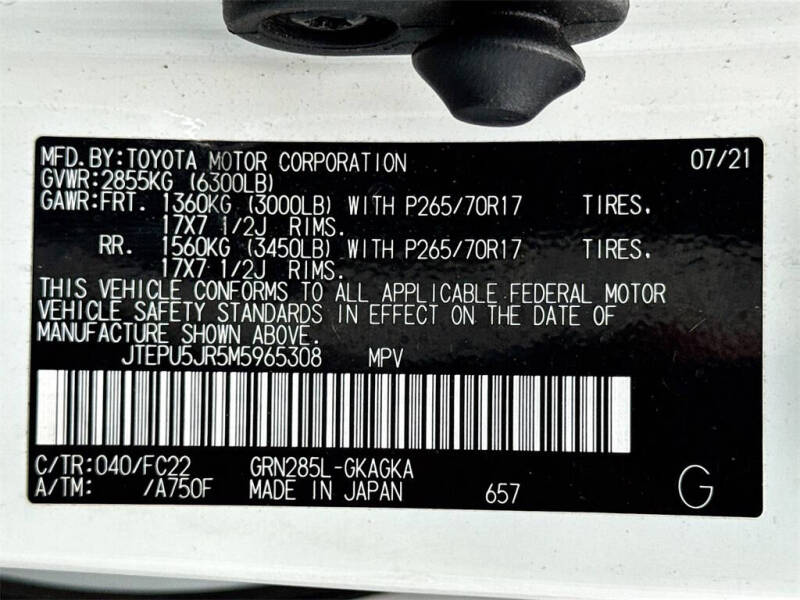 MFD.BY:TOYOTA MOTOR CORPORATION 07/21
GVWR:2855KG (6300LB)
GAWR:FRT. 1360KG (3000LB) WITH P265/70R17 TIRES.
17X7 1/2J RIMS.
RR. 1560KG (3450LB) WITH P265/70R17 TIRES.
17X7 1/2J RIMS.
THIS VEHICLE CONFORMS TO ALL APPLICABLE FEDERAL MOTOR
VEHICLE SAFETY STANDARDS IN EFFECT ON THE DATE OF
MANUFACTURE SHOWN ABOVE.
JTEPU5JR5M5965308 MPV
C/TR:040/FC22 GRN285L-GKAGKA
A/TM: /A750F MADE IN JAPAN 657 G